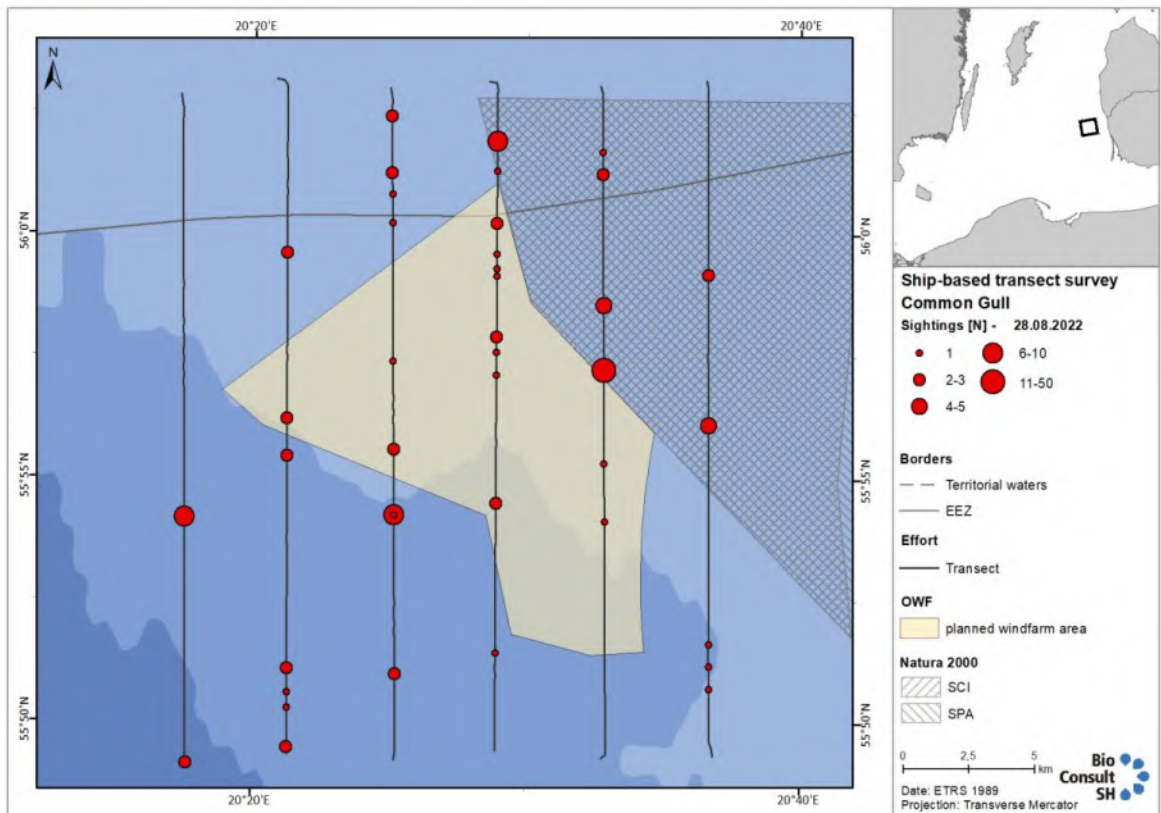 20°20'E
20°40'E
N
56°0'N
56°0'N
55°55'N
55°55'N
55°50'N
55°50'N
20°20'E
20°40'E
Ship-based transect survey
Common Gull
Sightings [N] - 28.08.2022
1
6-10
2-3
11-50
4-5
Borders
Territorial waters
EEZ
Effort
Transect
OWF
planned windfarm area
Natura 2000
SCI
SPA
0 2,5 5
km
Bio
Consult
SH
Date: ETRS 1989
Projection: Transverse Mercator